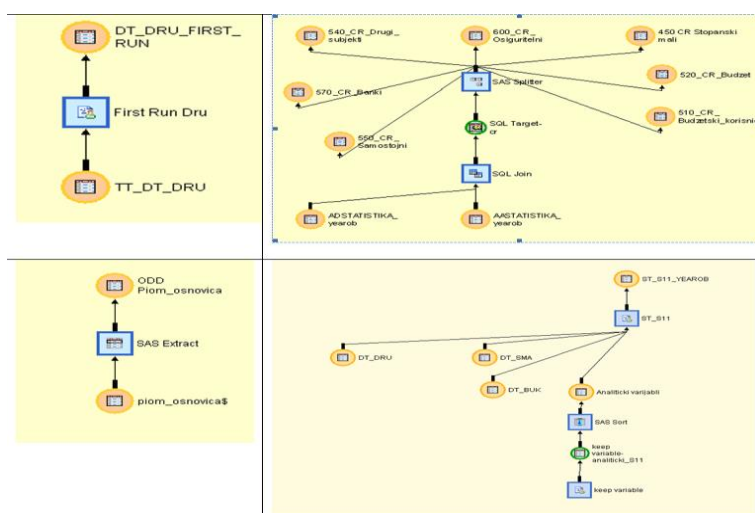 DT_DRU_FIRST_
RUN
First Run Dru
TT_DT_DRU
540_CR_Drugi_
subjekti
600_CR_
Osiguritelni
450 CR Stopanski
mali
SAS Splitter
520_CR_Budzet
570_CR_Banki
510_CR_
Budzetski_korisnic
SQL Target-
cr
550_CR_
Samostojni
SQL Join
ADSTATISTIKA_
yearob
AASTATISTIKA_
yearob
ODD
Piom_osnovica
SAS Extract
piom_osnovica$
ST_S11_YEAROB
ST_S11
DT_DRU
DT_SMA
DT_BUK
Analiticki varijabli
SAS Sort
keep
variable-
analiticki_S11
keep variable